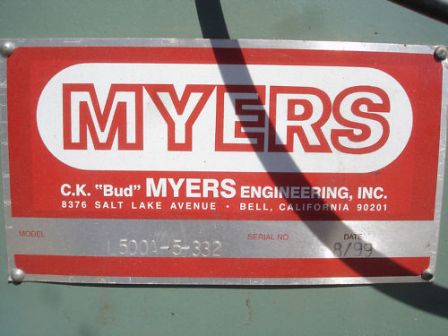 MYERS
C.K. "Bud" MYERS ENGINEERING, INC.
8376 SALT LAKE AVENUE • BELL, CALIFORNIA 90201
MODEL SERIAL NO. DATE
500A-5-332 8/99